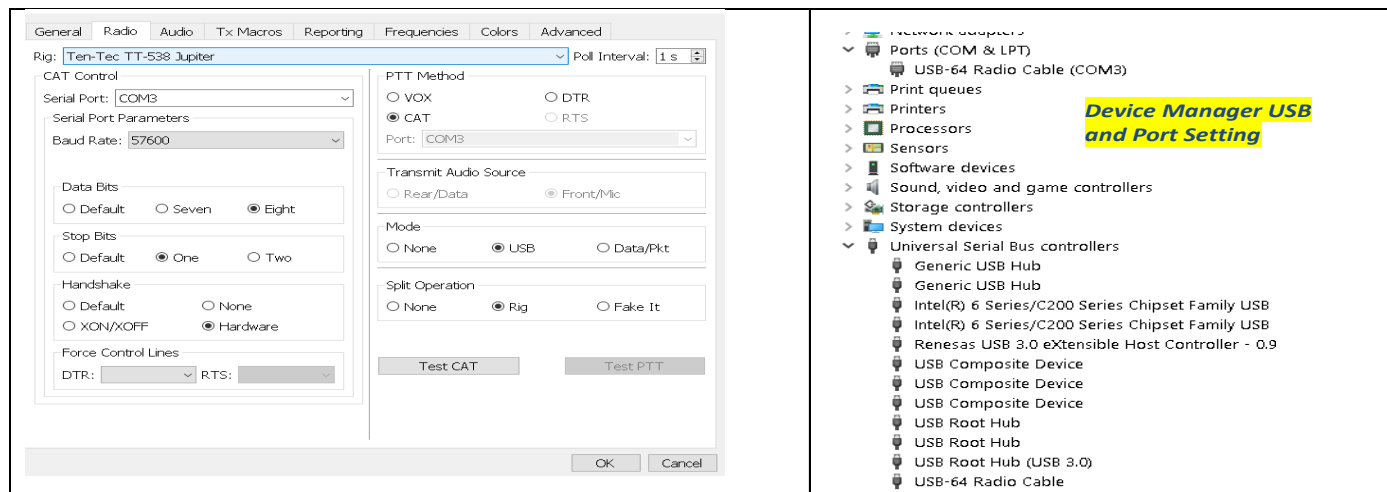 General Radio Audio Tx Macros Reporting Frequencies Colors Advanced
Rig: Ten-Tec TT-538 Jupiter Poll Interval: 1 s
CAT Control
Serial Port: COM3
Serial Port Parameters
Baud Rate: 57600
Data Bits
Default Seven Eight
Stop Bits
Default One Two
Handshake
Default None
XON/XOFF Hardware
Force Control Lines
DTR: RTS:
PTT Method
VOX DTR
CAT RTS
Port: COM3
Transmit Audio Source
Rear/Data Front/Mic
Mode
None USB Data/Pkt
Split Operation
None Rig Fake It
Test CAT Test PTT
OK Cancel
Network adapters
Ports (COM & LPT)
USB-64 Radio Cable (COM3)
Print queues
Printers
Processors
Sensors
Software devices
Sound, video and game controllers
Storage controllers
System devices
Universal Serial Bus controllers
Generic USB Hub
Generic USB Hub
Intel(R) 6 Series/C200 Series Chipset Family USB
Intel(R) 6 Series/C200 Series Chipset Family USB
Renesas USB 3.0 eXtensible Host Controller - 0.9
USB Composite Device
USB Composite Device
USB Composite Device
USB Root Hub
USB Root Hub
USB Root Hub (USB 3.0)
USB-64 Radio Cable
Device Manager USB
and Port Setting